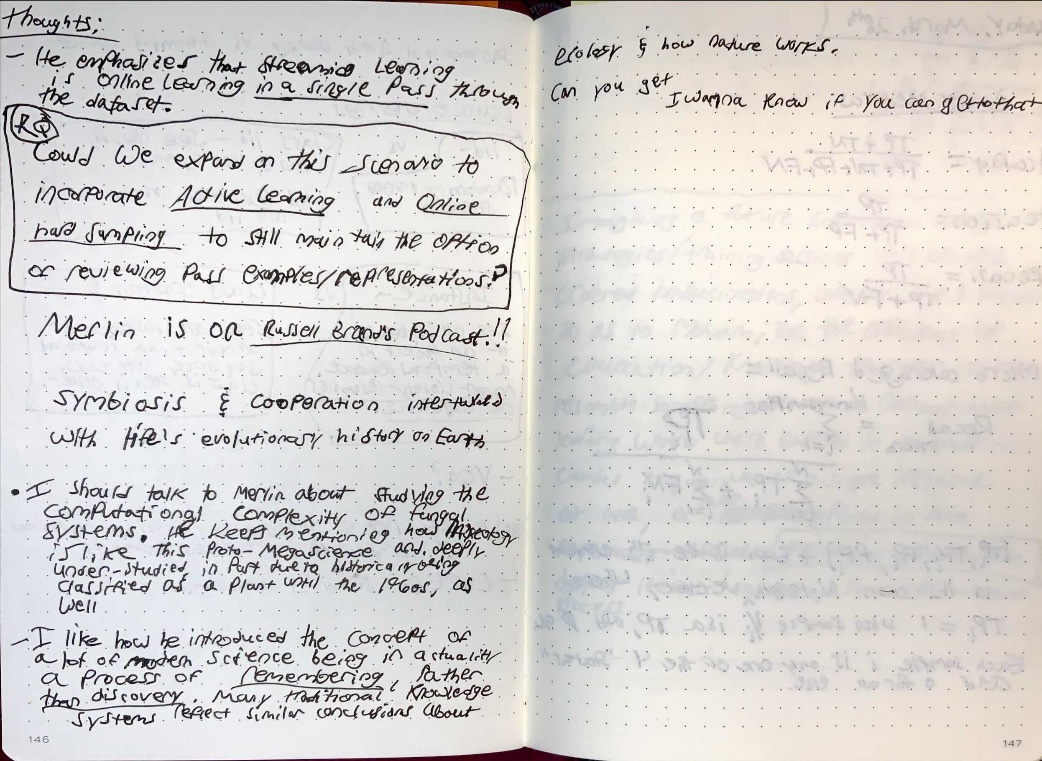 Thoughts:
- He emphasizes that streaming Learning
is Online Learning in a single Pass through
the dataset.
RQ
Could We expand on this Scenario to
incorporate Active Learning and Online
hard Sampling to still maintain the option
of reviewing Past examples/representations?
Merlin is on Russell Brand's Podcast!!
Symbiosis & cooperation intertwined
with life's evolutionary history on Earth
• I should talk to Merlin about studying the
computational complexity of fungal
systems. He keeps mentioning how Mycology
is like this Proto-Megascience and deeply
under-studied in Part due to historically being
classified as a Plant until the 1960s, as
well
- I like how he introduced the concept of
a lot of modern science being in actuality
a process of remembering, rather
than discovery. Many traditional knowledge
systems reflect similar conclusions about
146
ecology & how nature works.
Can you get
I wanna know if you can get to that
147